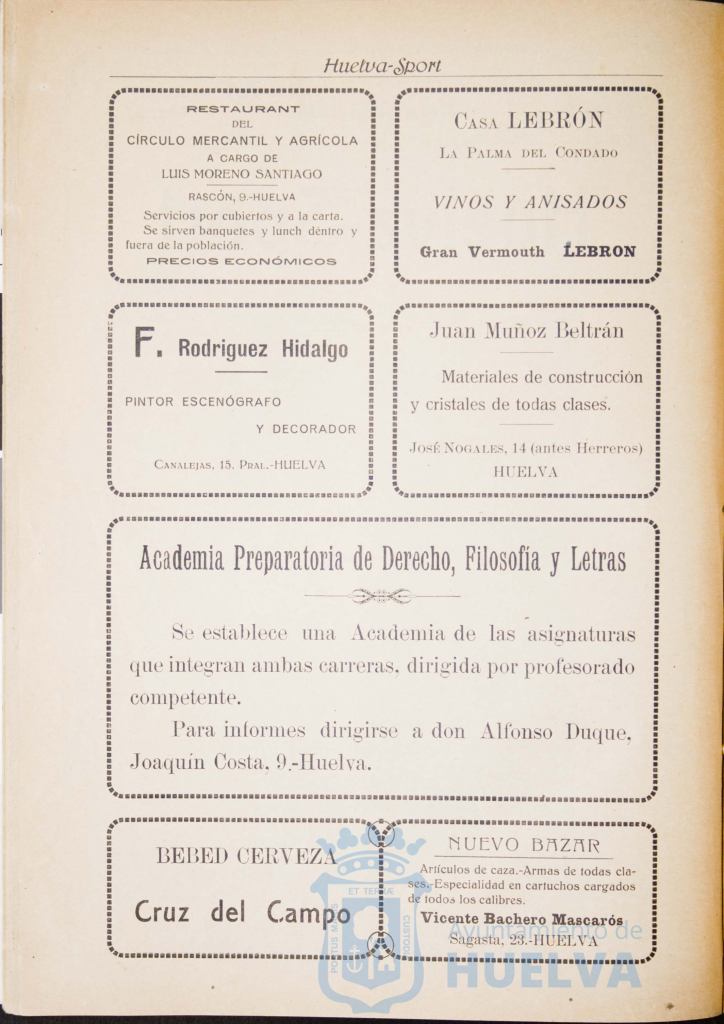 Huelva-Sport
RESTAURANT
DEL
CÍRCULO MERCANTIL Y AGRÍCOLA
A CARGO DE
LUIS MORENO SANTIAGO
RASCÓN, 9.-HUELVA
Servicios por cubiertos y a la carta.
Se sirven banquetes y lunch dentro y
fuera de la población.
PRECIOS ECONÓMICOS
CASA LEBRÓN
LA PALMA DEL CONDADO
VINOS Y ANISADOS
Gran Vermouth LEBRON
F. Rodriguez Hidalgo
PINTOR ESCENÓGRAFO
Y DECORADOR
CANALEJAS, 15, PRAL.-HUELVA
Juan Muñoz Beltrán
Materiales de construcción
y cristales de todas clases.
JOSÉ NOGALES, 14 (antes Herreros)
HUELVA
Academia Preparatoria de Derecho, Filosofía y Letras
Se establece una Academia de las asignaturas
que integran ambas carreras, dirigida por profesorado
competente.
Para informes dirigirse a don Alfonso Duque,
Joaquín Costa, 9.-Huelva.
BEBED CERVEZA
Cruz del Campo
NUEVO BAZAR
Artículos de caza.-Armas de todas cla-
ses.-Especialidad en cartuchos cargados
de todos los calibres.
Vicente Bachero Mascarós
Sagasta, 23.-HUELVA
PORTUS MARIS ET TERRÆ CUSTODIA
Ayuntamiento de
HUELVA